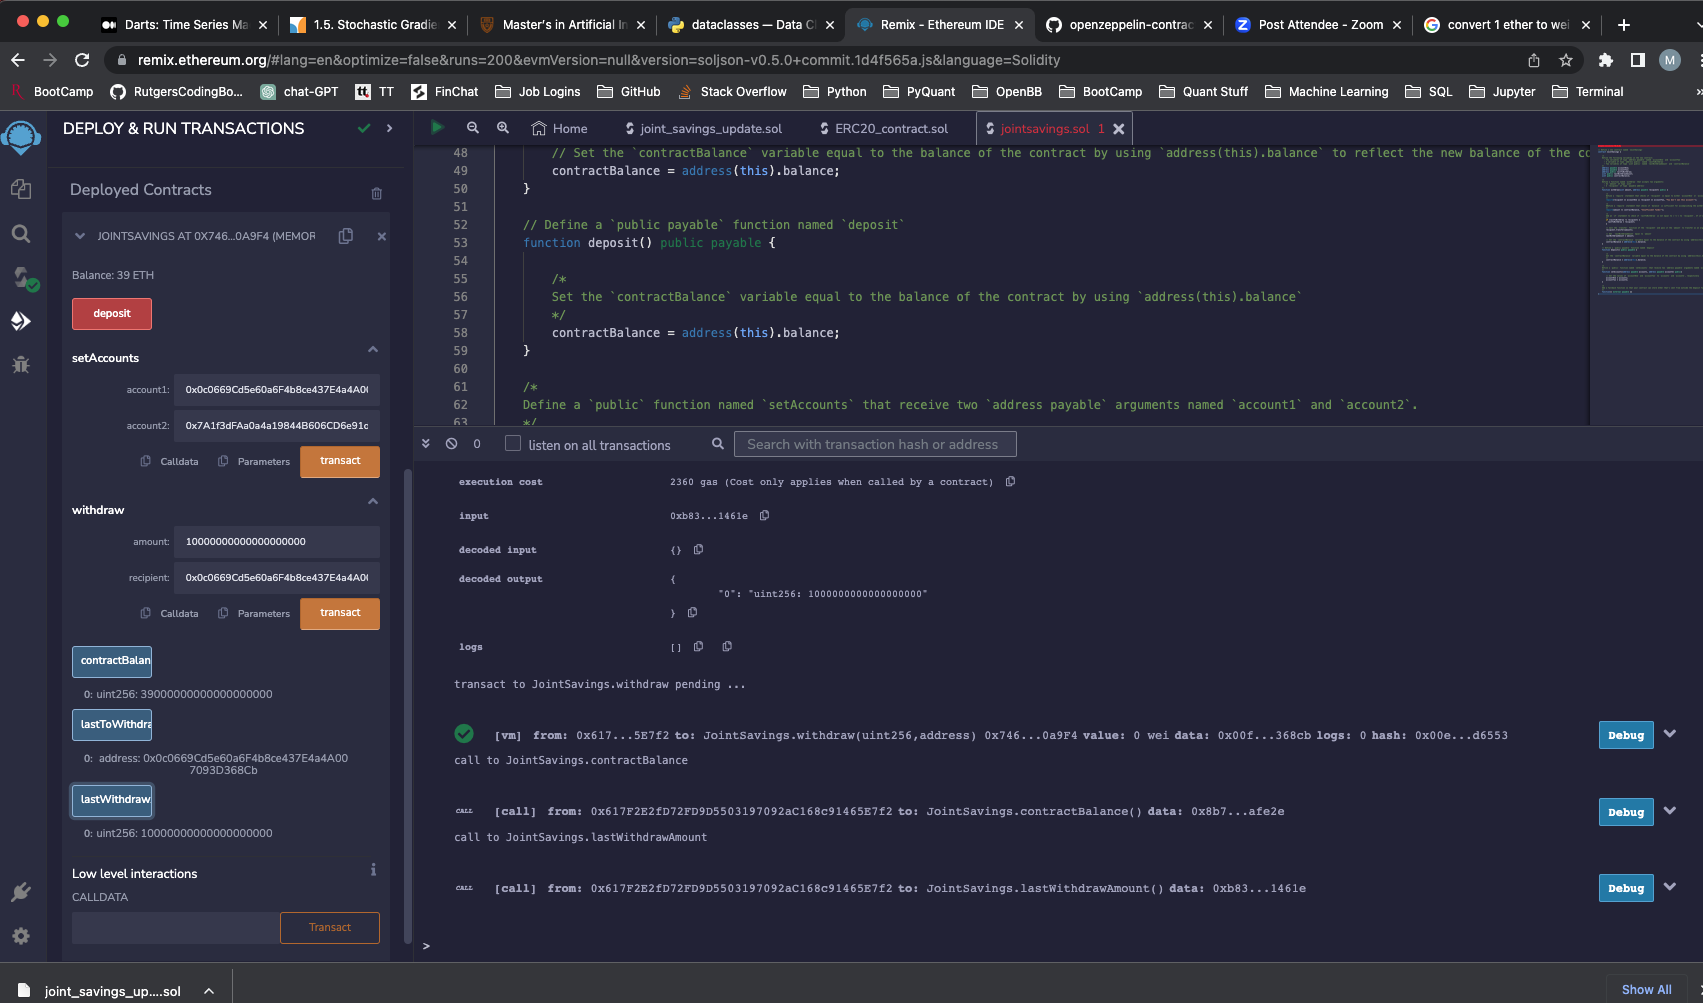 Darts: Time Series Ma
1.5. Stochastic Gradie
Master's in Artificial In
dataclasses — Data Cl
Remix - Ethereum IDE
openzeppelin-contrac
Post Attendee - Zoom
convert 1 ether to wei
remix.ethereum.org/#lang=en&optimize=false&runs=200&evmVersion=null&version=soljson-v0.5.0+commit.1d4f565a.js&language=Solidity
M
BootCamp
RutgersCodingBo...
chat-GPT
TT
FinChat
Job Logins
GitHub
Stack Overflow
Python
PyQuant
OpenBB
BootCamp
Quant Stuff
Machine Learning
SQL
Jupyter
Terminal
DEPLOY & RUN TRANSACTIONS
Deployed Contracts
JOINTSAVINGS AT 0X746...0A9F4 (MEMOR
Balance: 39 ETH
deposit
setAccounts
account1: 0x0c0669Cd5e60a6F4b8ce437E4a4A00
account2: 0x7A1f3dFAa0a4a19844B606CD6e91c
Calldata Parameters transact
withdraw
amount: 10000000000000000000
recipient: 0x0c0669Cd5e60a6F4b8ce437E4a4A00
Calldata Parameters transact
contractBalan
0: uint256: 39000000000000000000
lastToWithdra
0: address: 0x0c0669Cd5e60a6F4b8ce437E4a4A00
7093D368Cb
lastWithdraw
0: uint256: 10000000000000000000
Low level interactions
CALLDATA
Transact
Home
joint_savings_update.sol
ERC20_contract.sol
jointsavings.sol 1
48 // Set the `contractBalance` variable equal to the balance of the contract by using `address(this).balance` to reflect the new balance of the co
49 contractBalance = address(this).balance;
50 }
51
52 // Define a `public payable` function named `deposit`
53 function deposit() public payable {
54
55 /*
56 Set the `contractBalance` variable equal to the balance of the contract by using `address(this).balance`
57 */
58 contractBalance = address(this).balance;
59 }
60
61 /*
62 Define a `public` function named `setAccounts` that receive two `address payable` arguments named `account1` and `account2`.
63 */
0 listen on all transactions Search with transaction hash or address
execution cost 2360 gas (Cost only applies when called by a contract)
input 0xb83...1461e
decoded input {}
decoded output {
"0": "uint256: 10000000000000000000"
}
logs []
transact to JointSavings.withdraw pending ...
[vm] from: 0x617...5E7f2 to: JointSavings.withdraw(uint256,address) 0x746...0A9F4 value: 0 wei data: 0x00f...368cb logs: 0 hash: 0x00e...d6553
Debug
call to JointSavings.contractBalance
CALL [call] from: 0x617F2E2fD72FD9D5503197092aC168c91465E7f2 to: JointSavings.contractBalance() data: 0x8b7...afe2e
Debug
call to JointSavings.lastWithdrawAmount
CALL [call] from: 0x617F2E2fD72FD9D5503197092aC168c91465E7f2 to: JointSavings.lastWithdrawAmount() data: 0xb83...1461e
Debug
>
joint_savings_up....sol
Show All